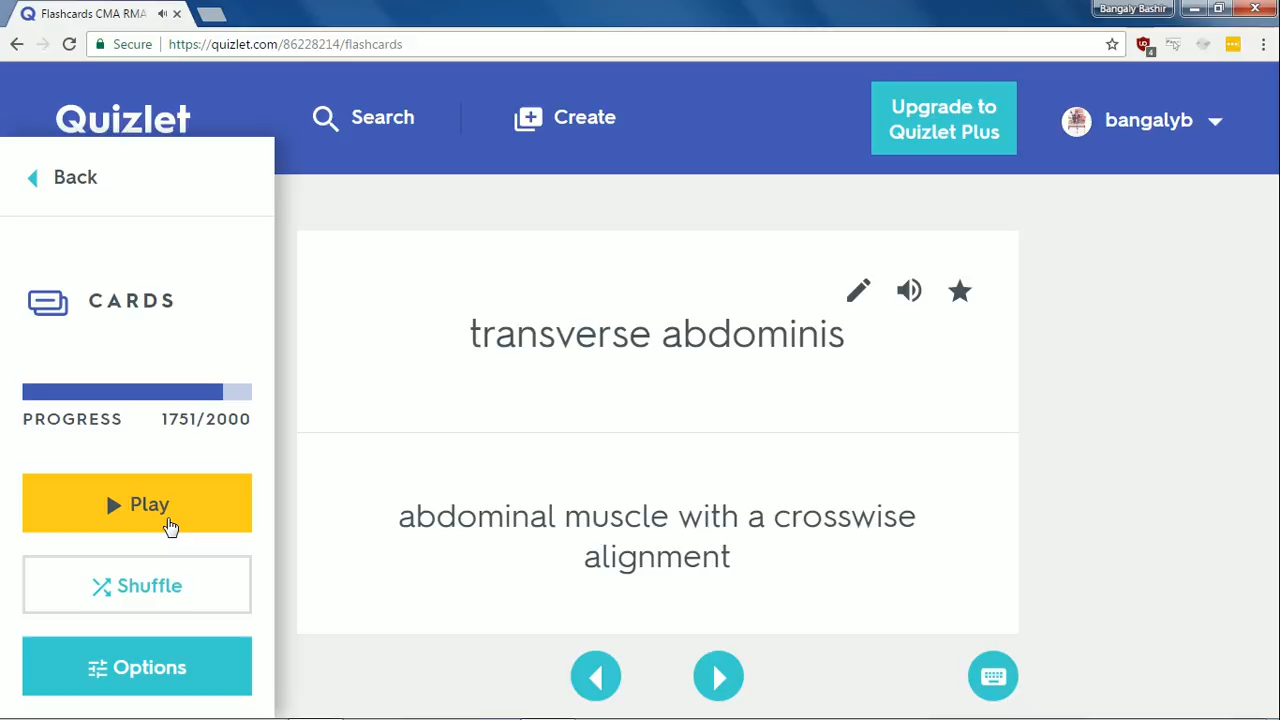 Flashcards CMA RMA
Bangaly Bashir
Secure
https://quizlet.com/86228214/flashcards
4
Quizlet
Search
Create
Upgrade to
Quizlet Plus
bangalyb
Back
CARDS
PROGRESS 1751/2000
Play
Shuffle
Options
transverse abdominis
abdominal muscle with a crosswise
alignment